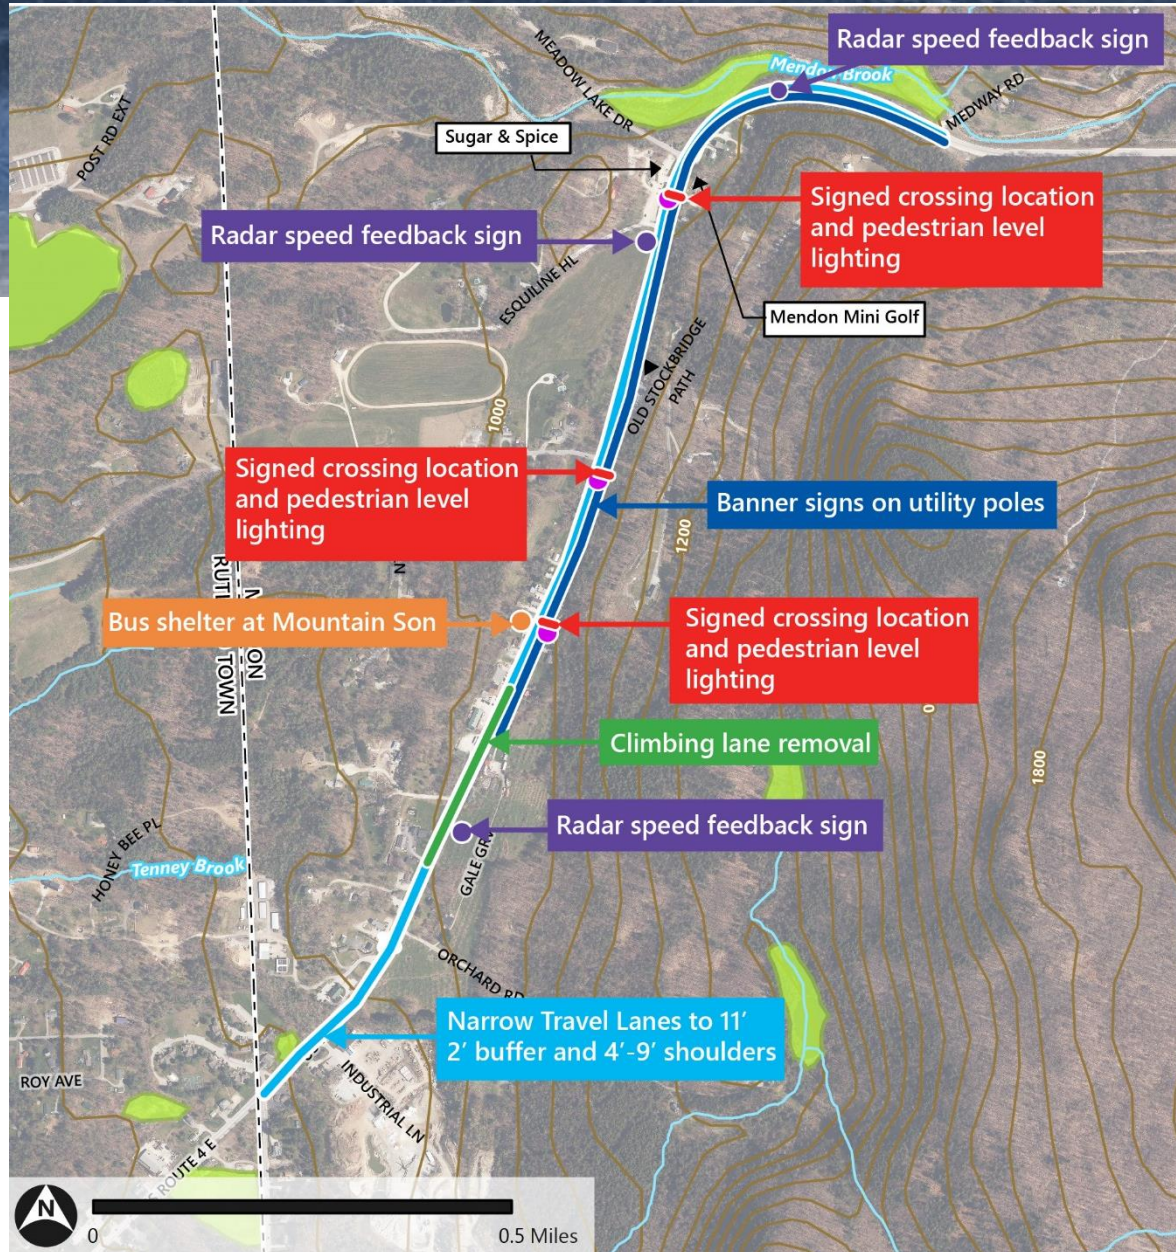 Radar speed feedback sign
Mendon Brook
MEADOW LAKE DR
MEDWAY RD
POST RD EXT
Sugar & Spice
Signed crossing location
and pedestrian level
lighting
Radar speed feedback sign
ESQUILINE HL
Mendon Mini Golf
OLD STOCKBRIDGE
PATH
1000
Signed crossing location
and pedestrian level
lighting
Banner signs on utility poles
1200
Bus shelter at Mountain Son
Signed crossing location
and pedestrian level
lighting
TOWN
Climbing lane removal
1800
Radar speed feedback sign
HONEY BEE PL
Tenney Brook
ORCHARD RD
Narrow Travel Lanes to 11'
2' buffer and 4'-9' shoulders
ROY AVE
INDUSTRIAL LN
ROUTE 4 E
N
0
0.5 Miles